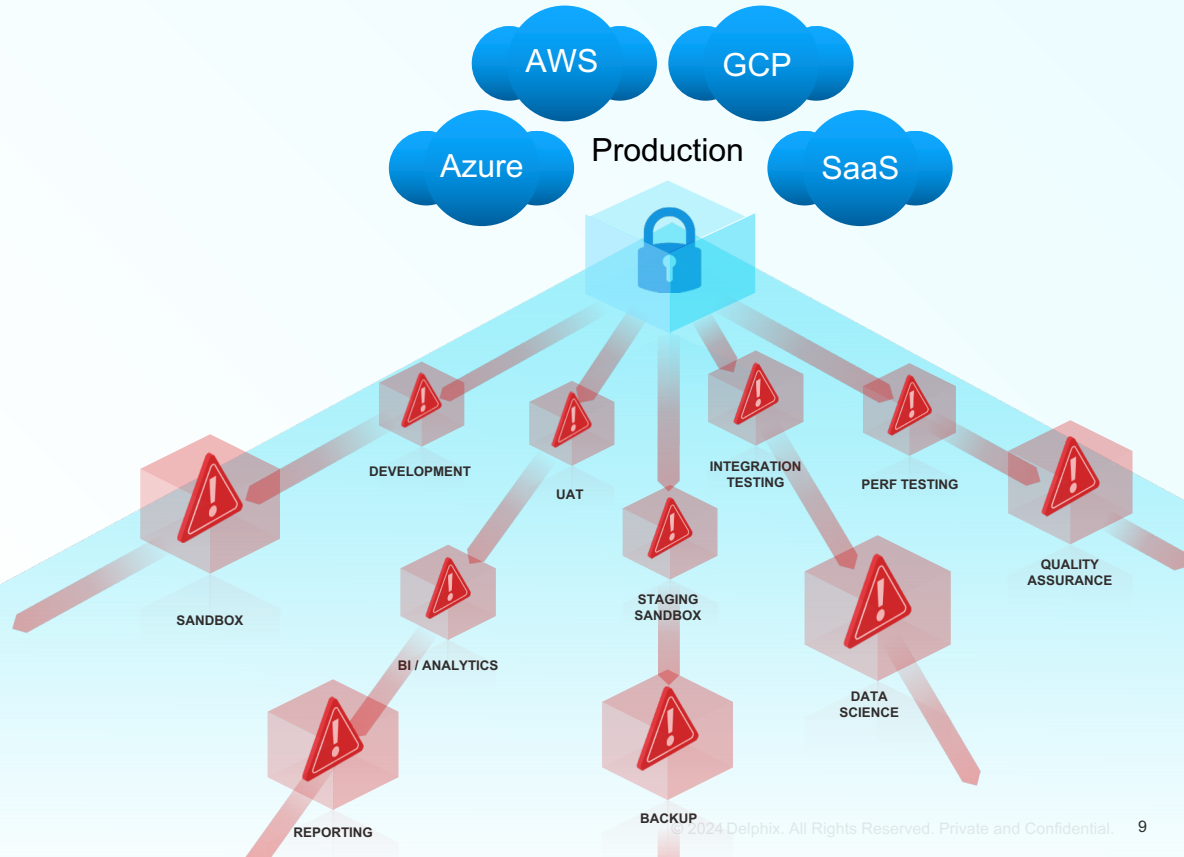 AWS
GCP
Azure
Production
SaaS
DEVELOPMENT
UAT
INTEGRATION
TESTING
PERF TESTING
QUALITY
ASSURANCE
SANDBOX
STAGING
SANDBOX
BI / ANALYTICS
DATA
SCIENCE
REPORTING
BACKUP
© 2024 Delphix. All Rights Reserved. Private and Confidential.
9